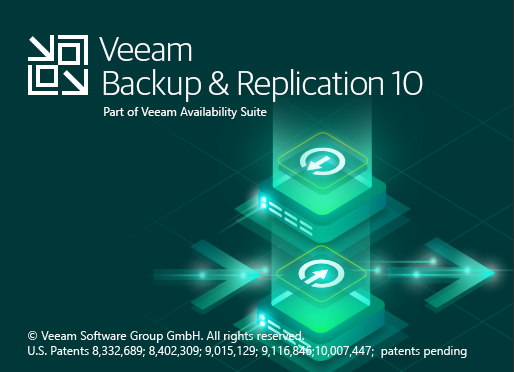 Veeam
Backup & Replication 10
Part of Veeam Availability Suite
© Veeam Software Group GmbH. All rights reserved.
U.S. Patents 8,332,689; 8,402,309; 9,015,129; 9,116,846;10,007,447; patents pending